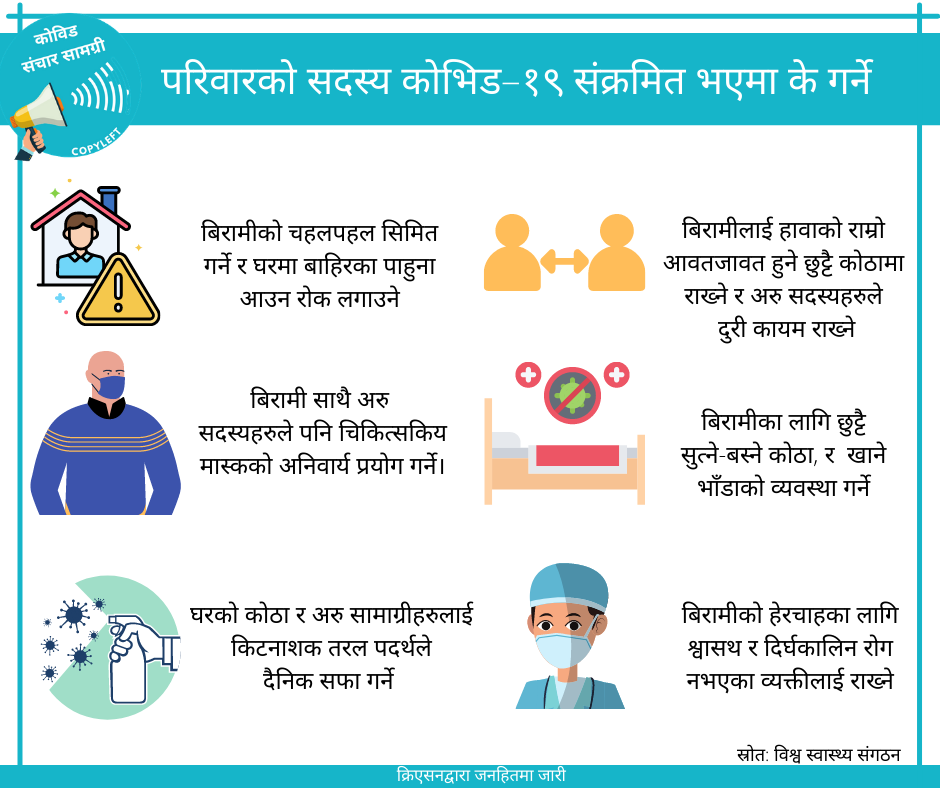 कोविड
संचार सामग्री
COPYLEFT
परिवारको सदस्य कोभिड–१९ संक्रमित भएमा के गर्ने
बिरामीको चहलपहल सिमित
गर्ने र घरमा बाहिरका पाहुना
आउन रोक लगाउने
बिरामीलाई हावाको राम्रो
आवतजावत हुने छुट्टै कोठामा
राख्ने र अरु सदस्यहरुले
दुरी कायम राख्ने
बिरामी साथै अरु
सदस्यहरुले पनि चिकित्सकिय
मास्कको अनिवार्य प्रयोग गर्ने।
बिरामीका लागि छुट्टै
सुत्ने-बस्ने कोठा, र खाने
भाँडाको व्यवस्था गर्ने
घरको कोठा र अरु सामाग्रीहरुलाई
किटनाशक तरल पदर्थले
दैनिक सफा गर्ने
बिरामीको हेरचाहका लागि
श्वासथ र दिर्घकालिन रोग
नभएका व्यक्तीलाई राख्ने
स्रोत: विश्व स्वास्थ्य संगठन
क्रिएसनद्वारा जनहितमा जारी